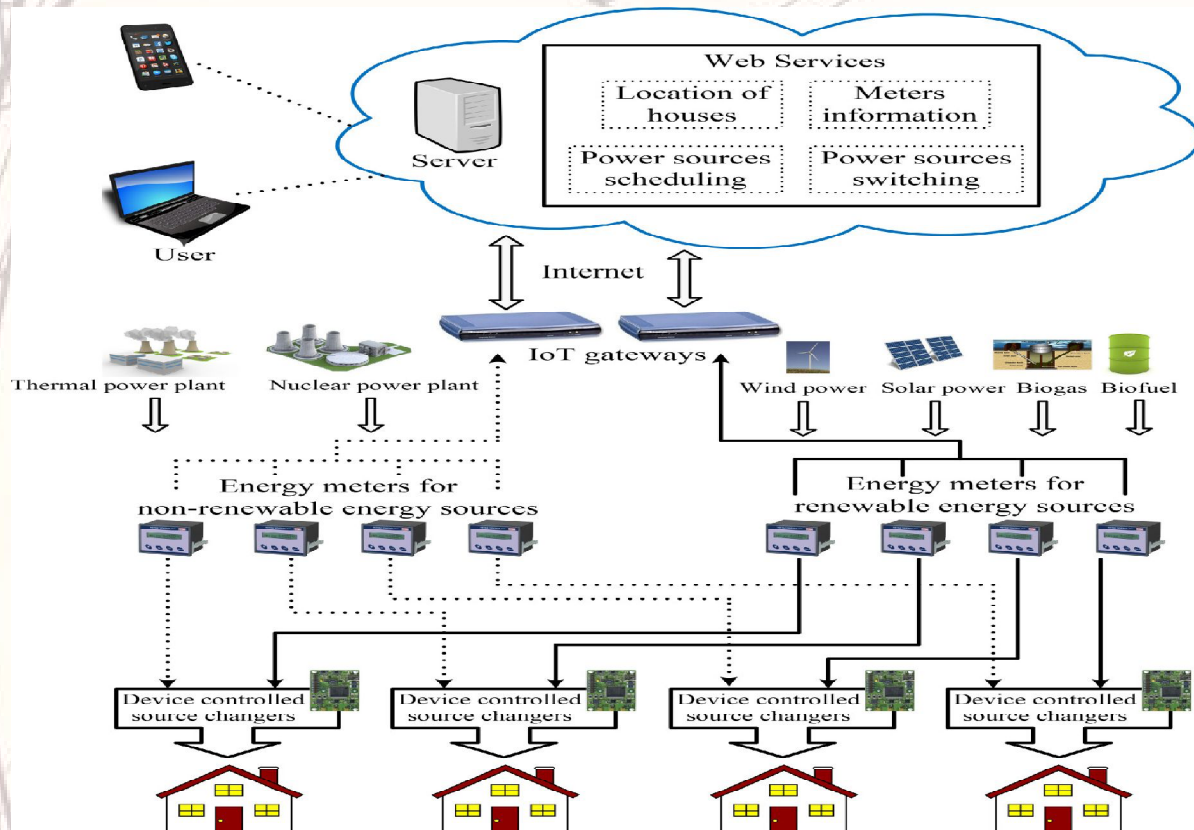 Web Services
Location of
houses
Meters
information
Server
Power sources
scheduling
Power sources
switching
User
Internet
IoT gateways
Thermal power plant
Nuclear power plant
Wind power
Solar power
Biogas
Biofuel
Energy meters for
non-renewable energy sources
Energy meters for
renewable energy sources
Device controlled
source changers
Device controlled
source changers
Device controlled
source changers
Device controlled
source changers